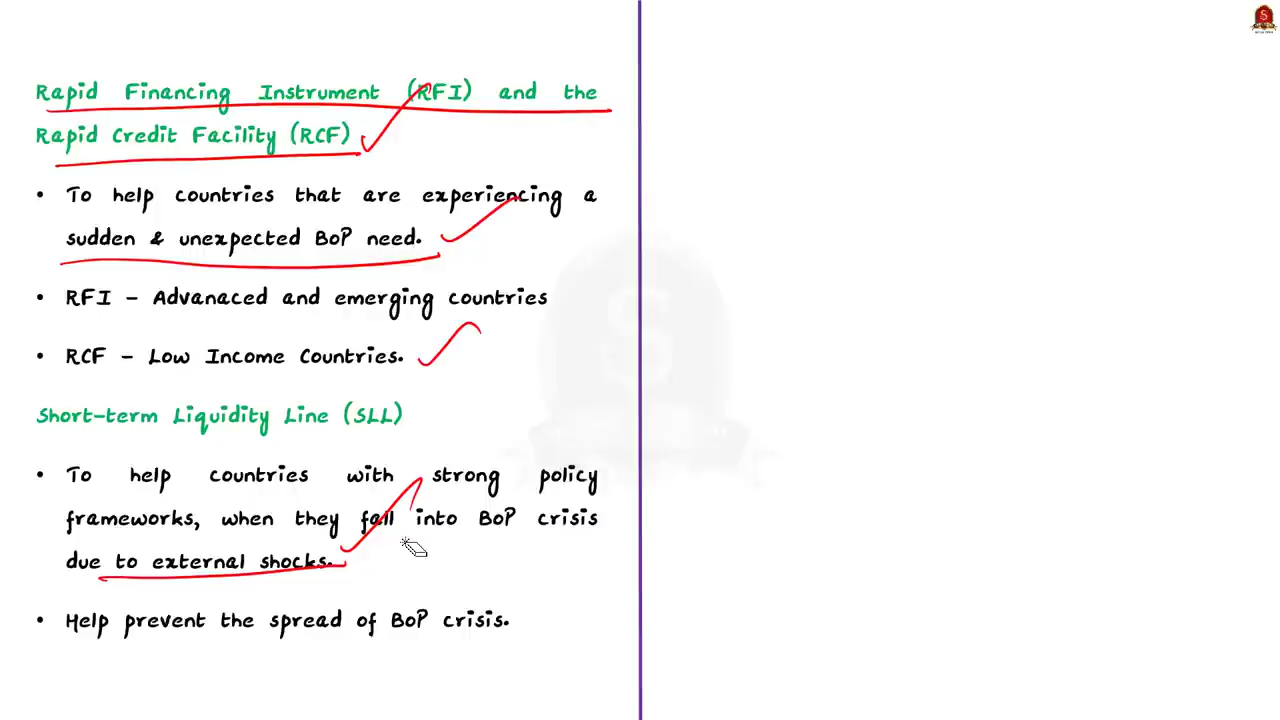 Rapid Financing Instrument (RFI) and the
Rapid Credit Facility (RCF)
• To help countries that are experiencing a
sudden & unexpected BoP need.
• RFI - Advanaced and emerging countries
• RCF - Low Income Countries.
Short-term Liquidity Line (SLL)
• To help countries with strong policy
frameworks, when they fall into BoP crisis
due to external shocks.
• Help prevent the spread of BoP crisis.